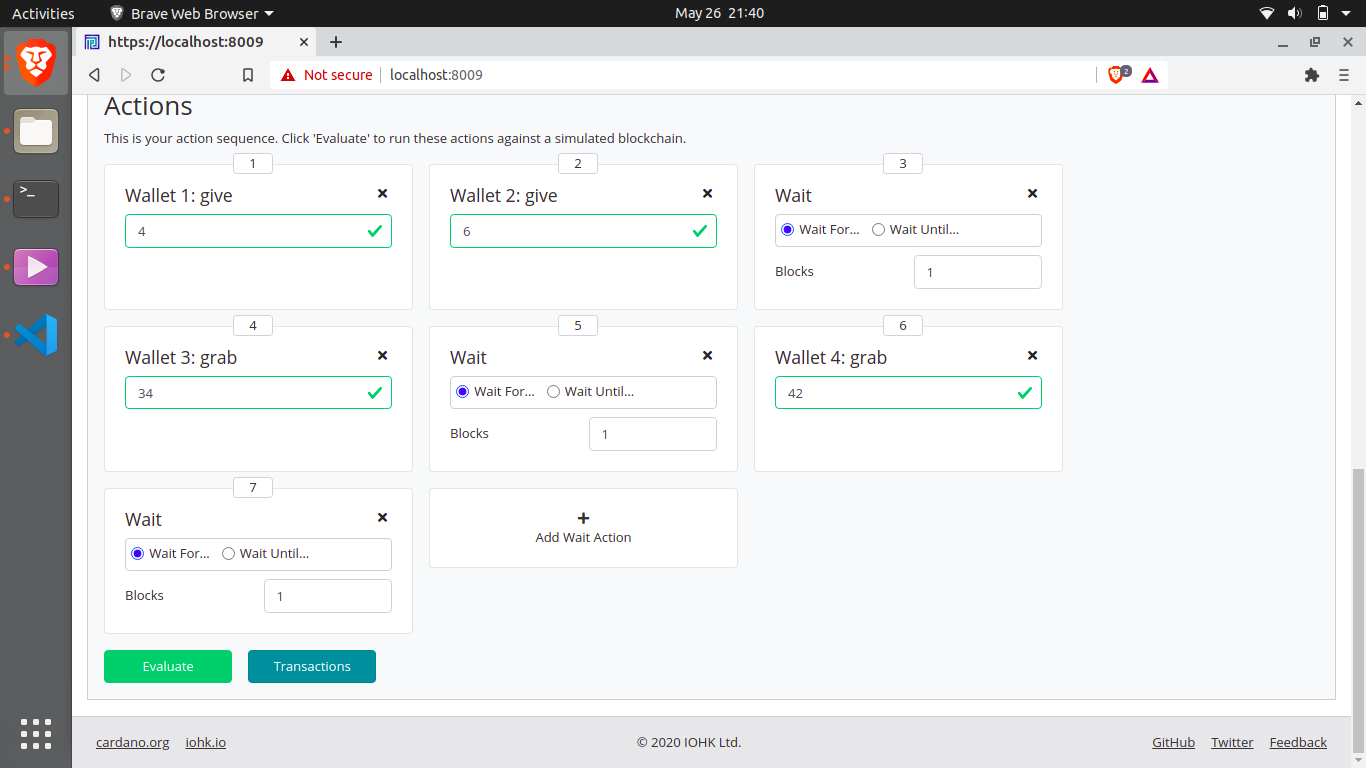 Activities
Brave Web Browser
May 26 21:40
https://localhost:8009
Not secure
localhost:8009
2
Actions
This is your action sequence. Click 'Evaluate' to run these actions against a simulated blockchain.
1
Wallet 1: give
4
2
Wallet 2: give
6
3
Wait
Wait For... Wait Until...
Blocks 1
4
Wallet 3: grab
34
5
Wait
Wait For... Wait Until...
Blocks 1
6
Wallet 4: grab
42
7
Wait
Wait For... Wait Until...
Blocks 1
Add Wait Action
Evaluate
Transactions
cardano.org iohk.io
© 2020 IOHK Ltd.
GitHub Twitter Feedback